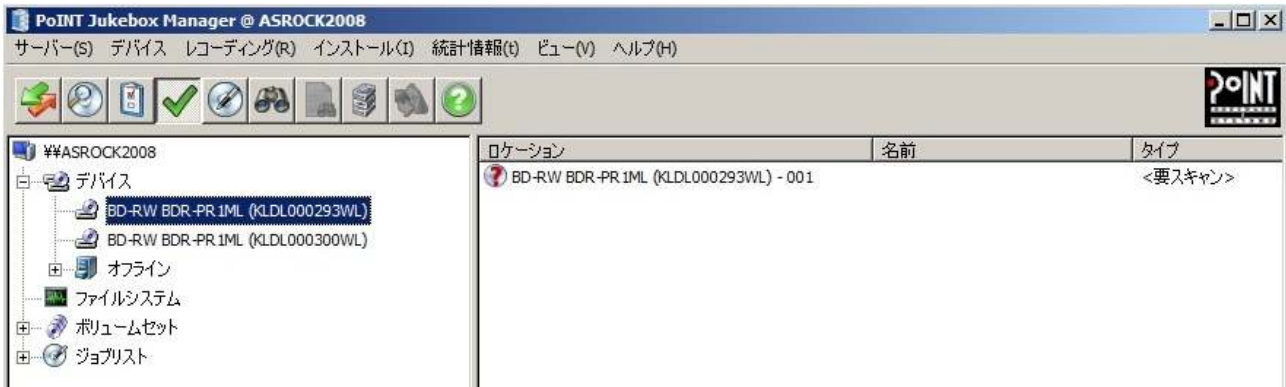 PoINT Jukebox Manager @ ASROCK2008
サーバー(S) デバイス レコーディング(R) インストール(I) 統計情報(t) ビュー(V) ヘルプ(H)
PoINT
¥¥ASROCK2008
デバイス
BD-RW BDR-PR1ML (KLDL000293WL)
BD-RW BDR-PR1ML (KLDL000300WL)
オフライン
ファイルシステム
ボリュームセット
ジョブリスト
ロケーション 名前 タイプ
BD-RW BDR-PR1ML (KLDL000293WL) - 001 <要スキャン>